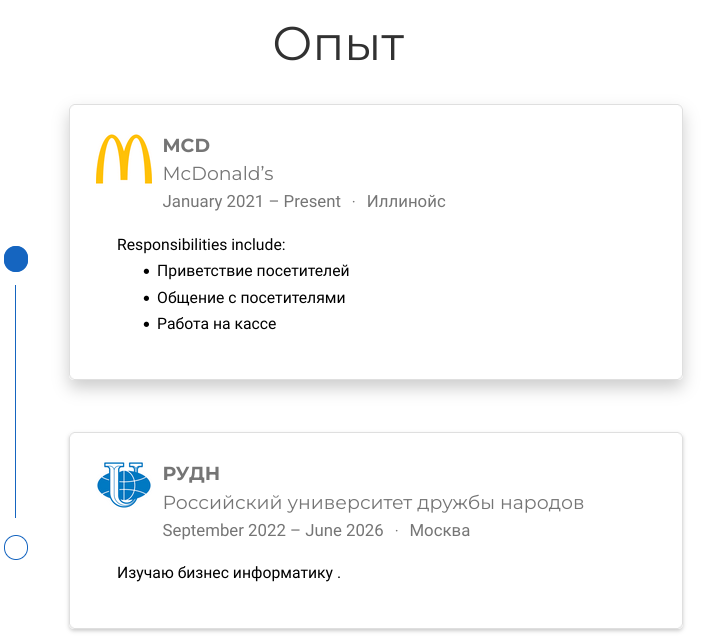 Опыт
MCD
McDonald’s
January 2021 – Present · Иллинойс
Responsibilities include:
• Приветствие посетителей
• Общение с посетителями
• Работа на кассе
РУДН
Российский университет дружбы народов
September 2022 – June 2026 · Москва
Изучаю бизнес информатику .